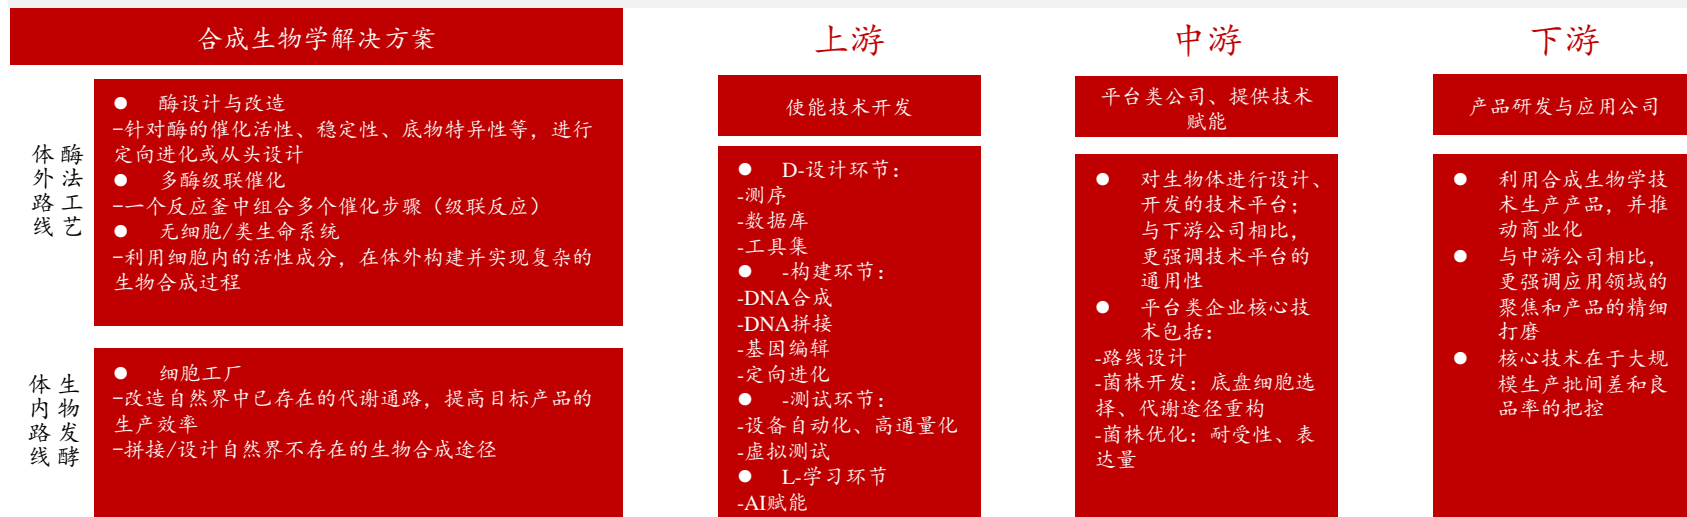 合成生物学解决方案
体外路线
酶法工艺
● 酶设计与改造
-针对酶的催化活性、稳定性、底物特异性等，进行
定向进化或从头设计
● 多酶级联催化
-一个反应釜中组合多个催化步骤（级联反应）
● 无细胞/类生命系统
-利用细胞内的活性成分，在体外构建并实现复杂的
生物合成过程
体内路线
生物发酵
● 细胞工厂
-改造自然界中已存在的代谢通路，提高目标产品的
生产效率
-拼接/设计自然界不存在的生物合成途径
上游
使能技术开发
● D-设计环节：
-测序
-数据库
-工具集
● -构建环节：
-DNA合成
-DNA拼接
-基因编辑
-定向进化
● -测试环节：
-设备自动化、高通量化
-虚拟测试
● L-学习环节
-AI赋能
中游
平台类公司、提供技术
赋能
● 对生物体进行设计、
开发的技术平台；
与下游公司相比，
更强调技术平台的
通用性
● 平台类企业核心技
术包括：
-路线设计
-菌株开发：底盘细胞选
择、代谢途径重构
-菌株优化：耐受性、表
达量
下游
产品研发与应用公司
● 利用合成生物学技
术生产产品，并推
动商业化
● 与中游公司相比，
更强调应用领域的
聚焦和产品的精细
打磨
● 核心技术在于大规
模生产批间差和良
品率的把控